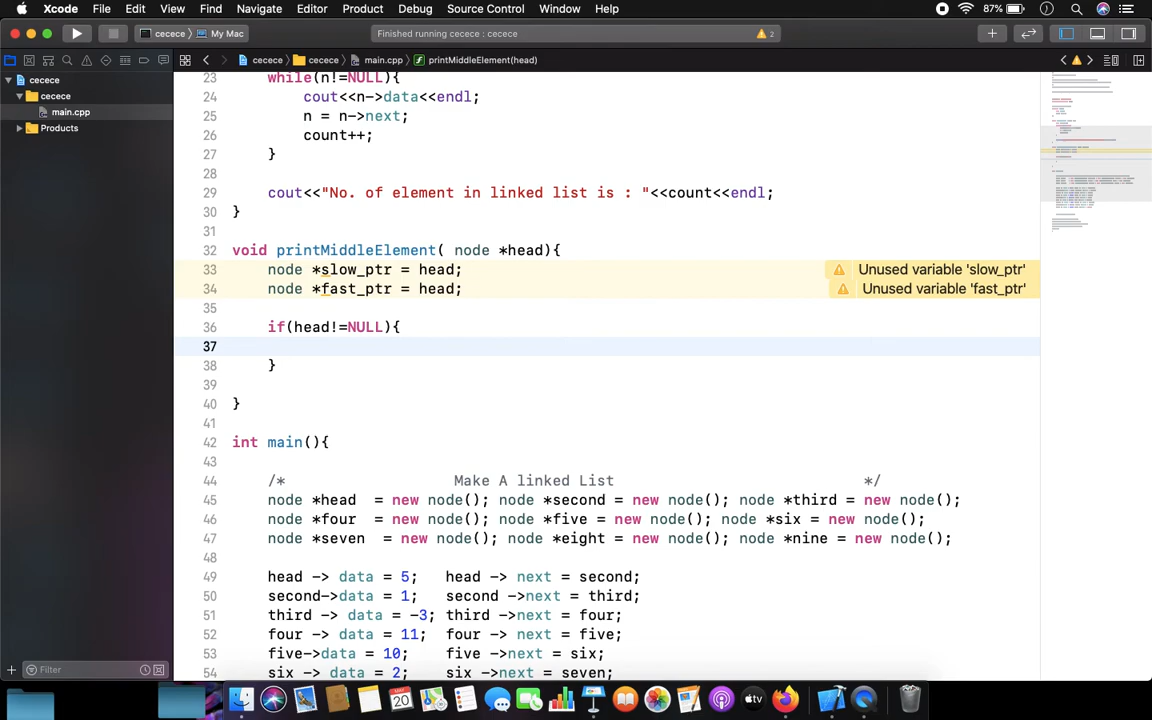 Xcode File Edit View Find Navigate Editor Product Debug Source Control Window Help 87%
cecece My Mac Finished running cecece : cecece 2
cecece cecece main.cpp printMiddleElement(head)
cecece
cecece
main.cpp
Products
23 while(n!=NULL){
24 cout<<n->data<<endl;
25 n = n->next;
26 count++;
27 }
28
29 cout<<"No. of element in linked list is : "<<count<<endl;
30 }
31
32 void printMiddleElement( node *head){
33 node *slow_ptr = head; Unused variable 'slow_ptr'
34 node *fast_ptr = head; Unused variable 'fast_ptr'
35
36 if(head!=NULL){
37
38 }
39
40 }
41
42 int main(){
43
44 /* Make A linked List */
45 node *head = new node(); node *second = new node(); node *third = new node();
46 node *four = new node(); node *five = new node(); node *six = new node();
47 node *seven = new node(); node *eight = new node(); node *nine = new node();
48
49 head -> data = 5; head -> next = second;
50 second->data = 1; second ->next = third;
51 third -> data = -3; third ->next = four;
52 four -> data = 11; four -> next = five;
53 five->data = 10; five ->next = six;
54 six -> data = 2; six ->next = seven;
Filter
20
tv